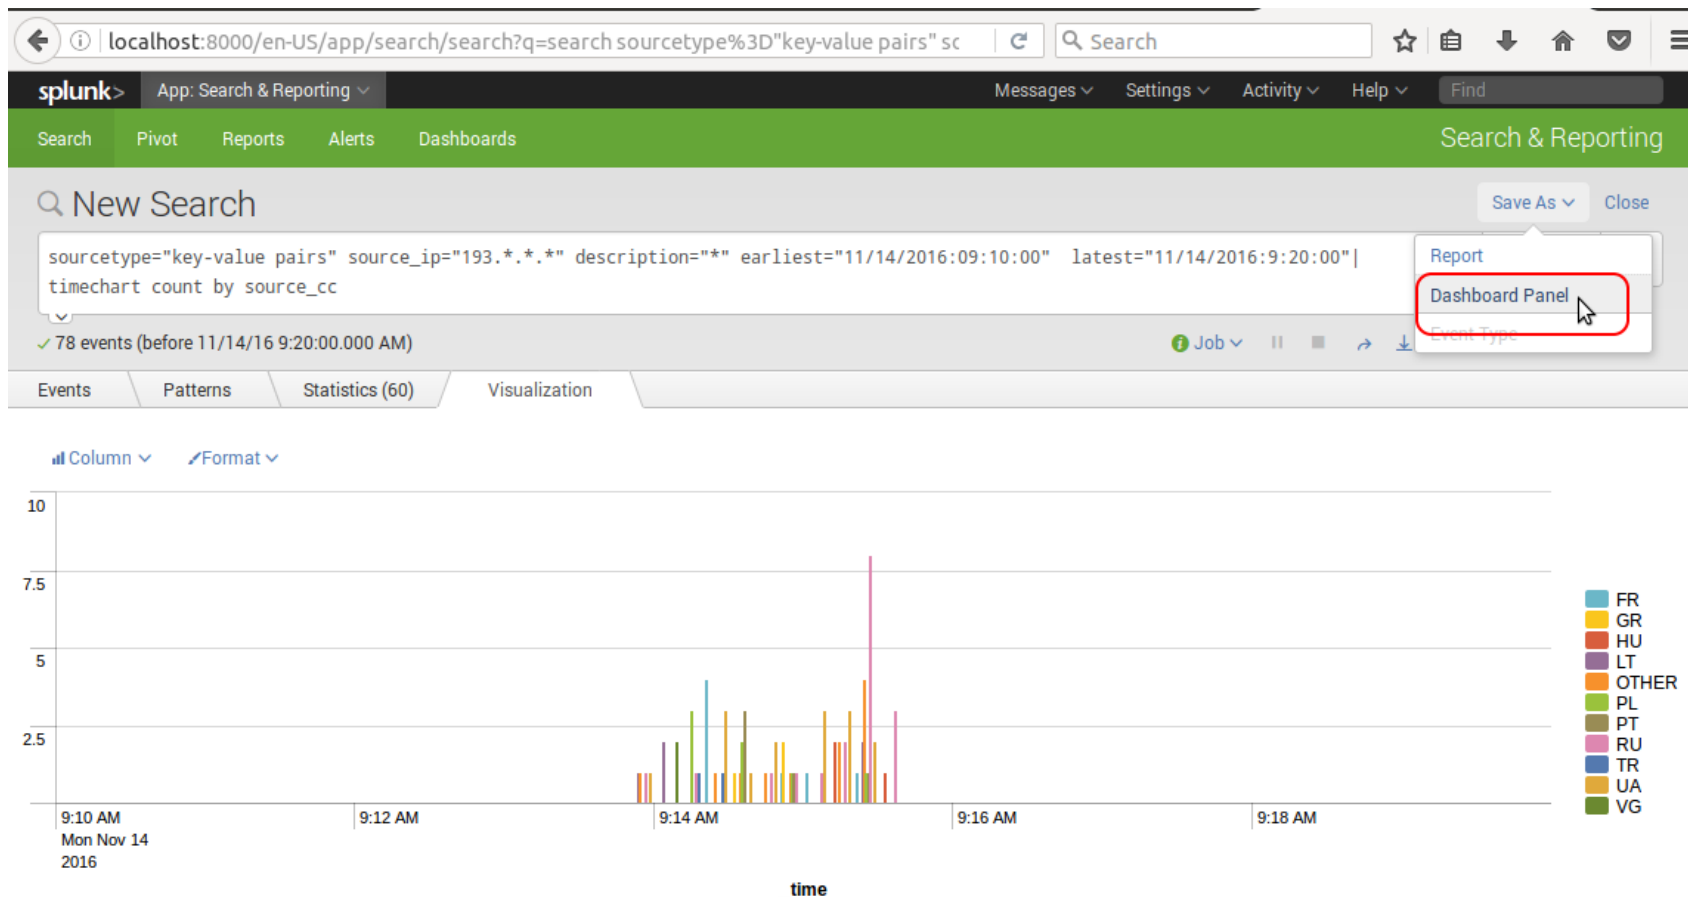 localhost:8000/en-US/app/search/search?q=search sourcetype%3D"key-value pairs" sc
Search
splunk> App: Search & Reporting Messages Settings Activity Help Find
Search Pivot Reports Alerts Dashboards Search & Reporting
New Search Save As Close
sourcetype="key-value pairs" source_ip="193.*.*.*" description="*" earliest="11/14/2016:09:10:00"  latest="11/14/2016:9:20:00"|
timechart count by source_cc
Report
Dashboard Panel
Event Type
78 events (before 11/14/16 9:20:00.000 AM) Job
Events Patterns Statistics (60) Visualization
Column Format
10
7.5
5
2.5
FR
GR
HU
LT
OTHER
PL
PT
RU
TR
UA
VG
9:10 AM 9:12 AM 9:14 AM 9:16 AM 9:18 AM
Mon Nov 14
2016
time